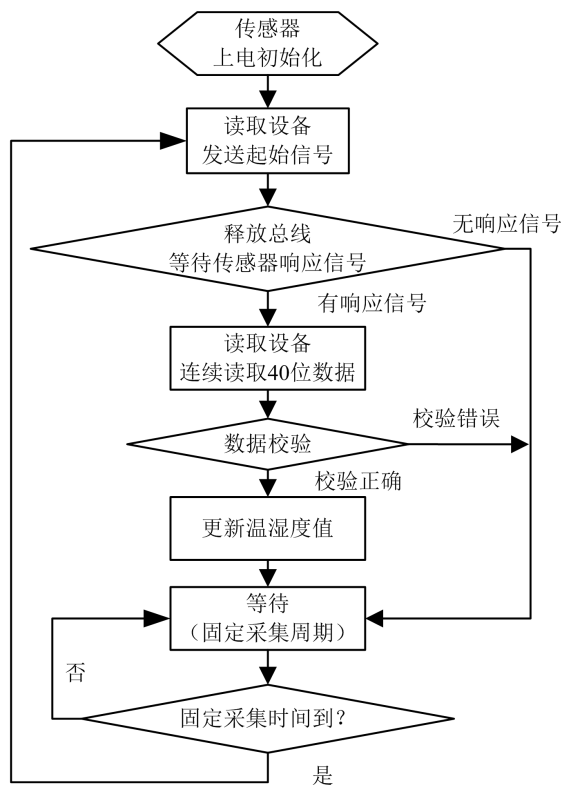 传感器
上电初始化
读取设备
发送起始信号
无响应信号
释放总线
等待传感器响应信号
有响应信号
读取设备
连续读取40位数据
校验错误
数据校验
校验正确
更新温湿度值
等待
（固定采集周期）
否
固定采集时间到?
是